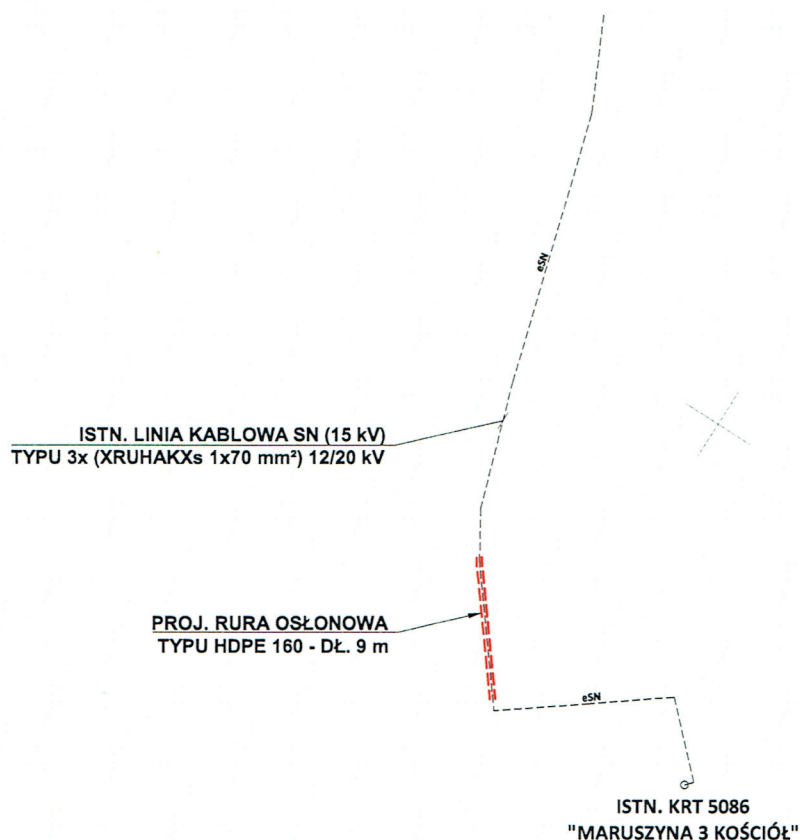 eSN
ISTN. LINIA KABLOWA SN (15 kV)
TYPU 3x (XRUHAKXs 1x70 mm²) 12/20 kV
PROJ. RURA OSŁONOWA
TYPU HDPE 160 - DŁ. 9 m
eSN
ISTN. KRT 5086
"MARUSZYNA 3 KOŚCIÓŁ"